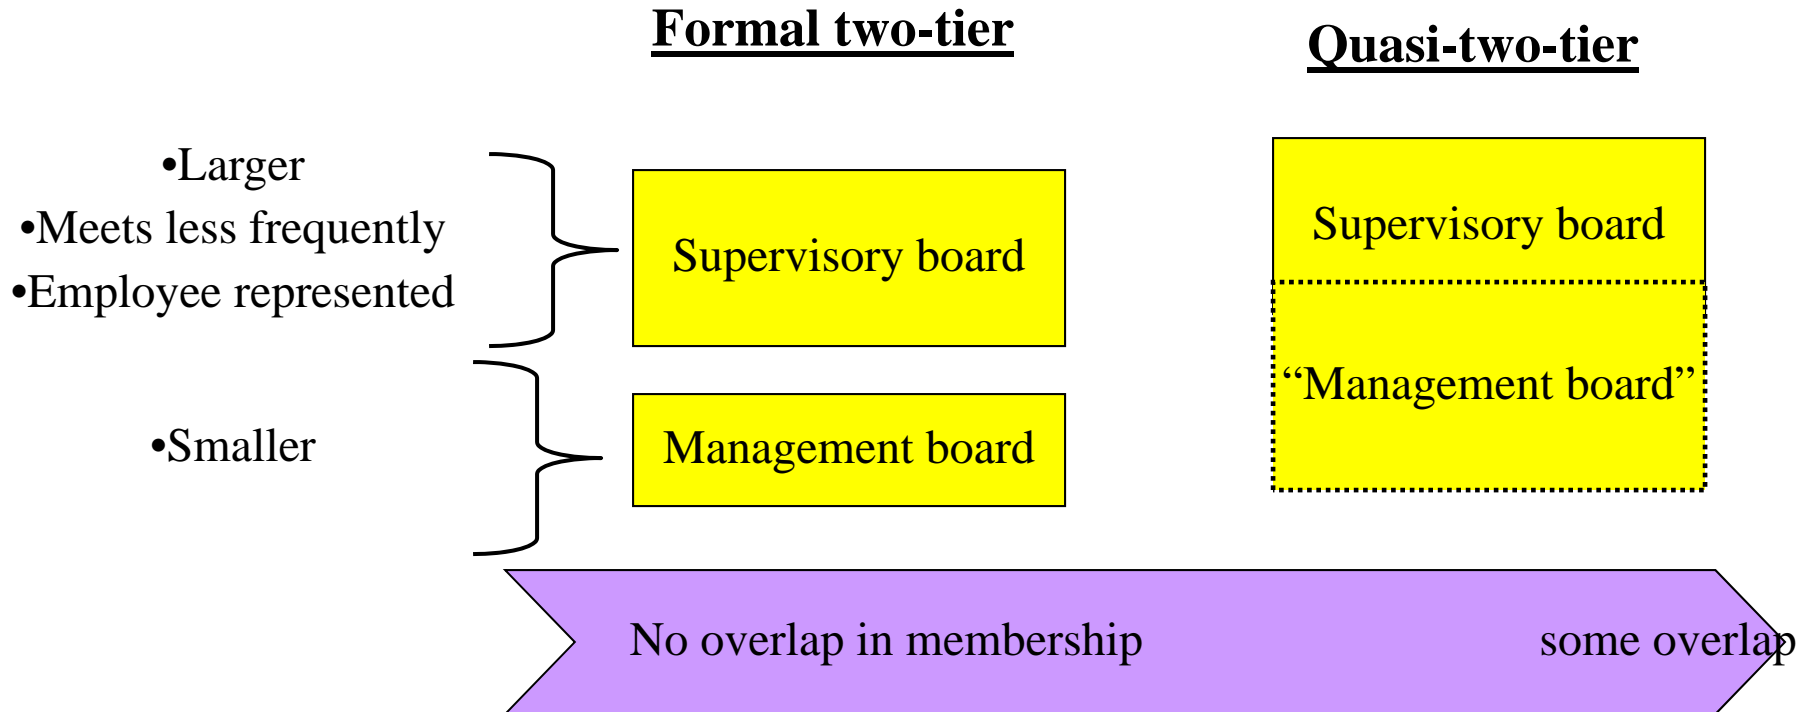 Formal two-tier
Quasi-two-tier
•Larger
•Meets less frequently
•Employee represented
Supervisory board
Supervisory board
“Management board”
•Smaller
Management board
No overlap in membership
some overlap